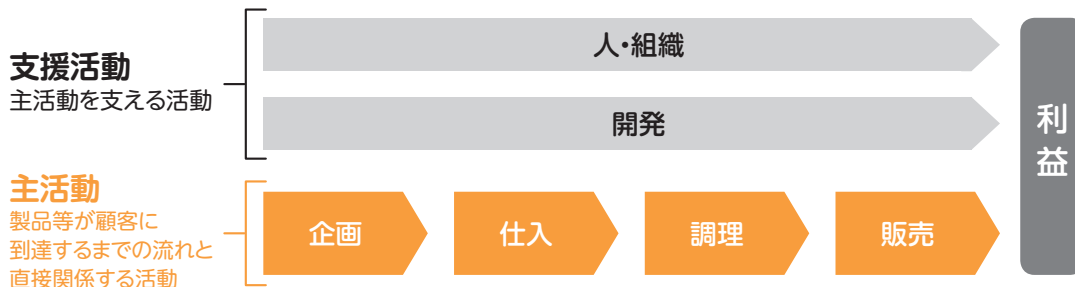 支援活動
主活動を支える活動
人・組織
開発
主活動
製品等が顧客に
到達するまでの流れと
直接関係する活動
企画
仕入
調理
販売
利益